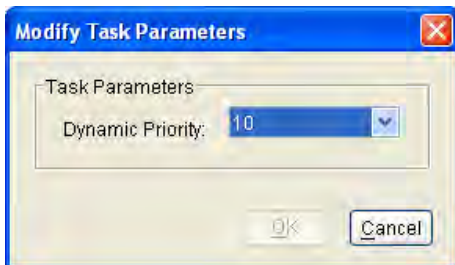 Modify Task Parameters
Task Parameters
Dynamic Priority: 10
OK Cancel